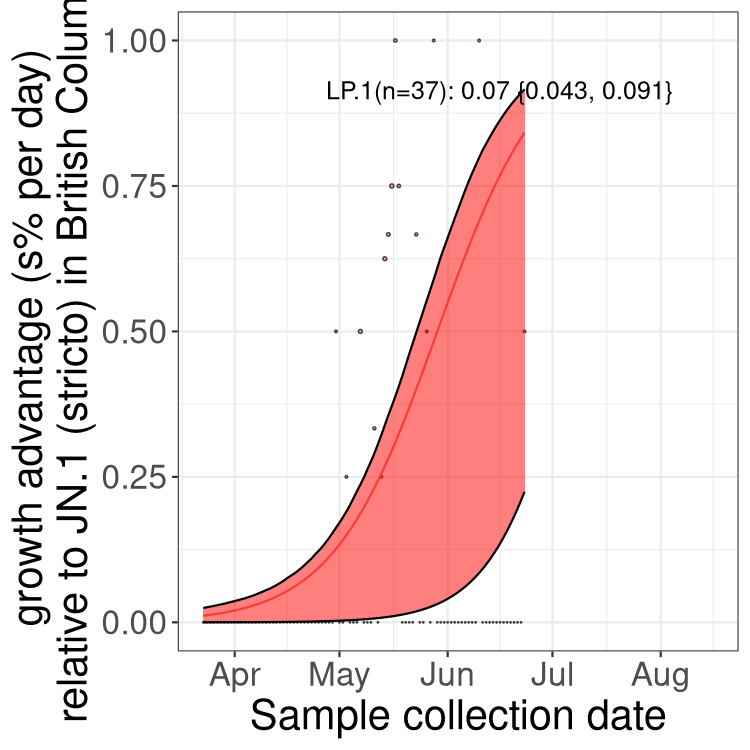 growth advantage (s% per day)
relative to JN.1 (stricto) in British Colum
1.00
0.75
0.50
0.25
0.00
LP.1(n=37): 0.07 {0.043, 0.091}
Apr May Jun Jul Aug
Sample collection date